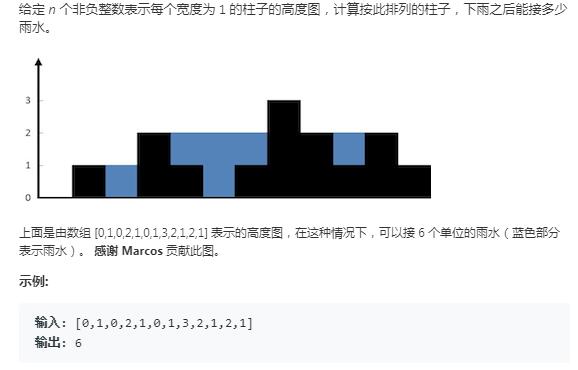 给定 n 个非负整数表示每个宽度为 1 的柱子的高度图，计算按此排列的柱子，下雨之后能接多少
雨水。
3
2
1
0
上面是由数组 [0,1,0,2,1,0,1,3,2,1,2,1] 表示的高度图，在这种情况下，可以接 6 个单位的雨水（蓝色部分
表示雨水）。 感谢 Marcos 贡献此图。
示例:
输入: [0,1,0,2,1,0,1,3,2,1,2,1]
输出: 6